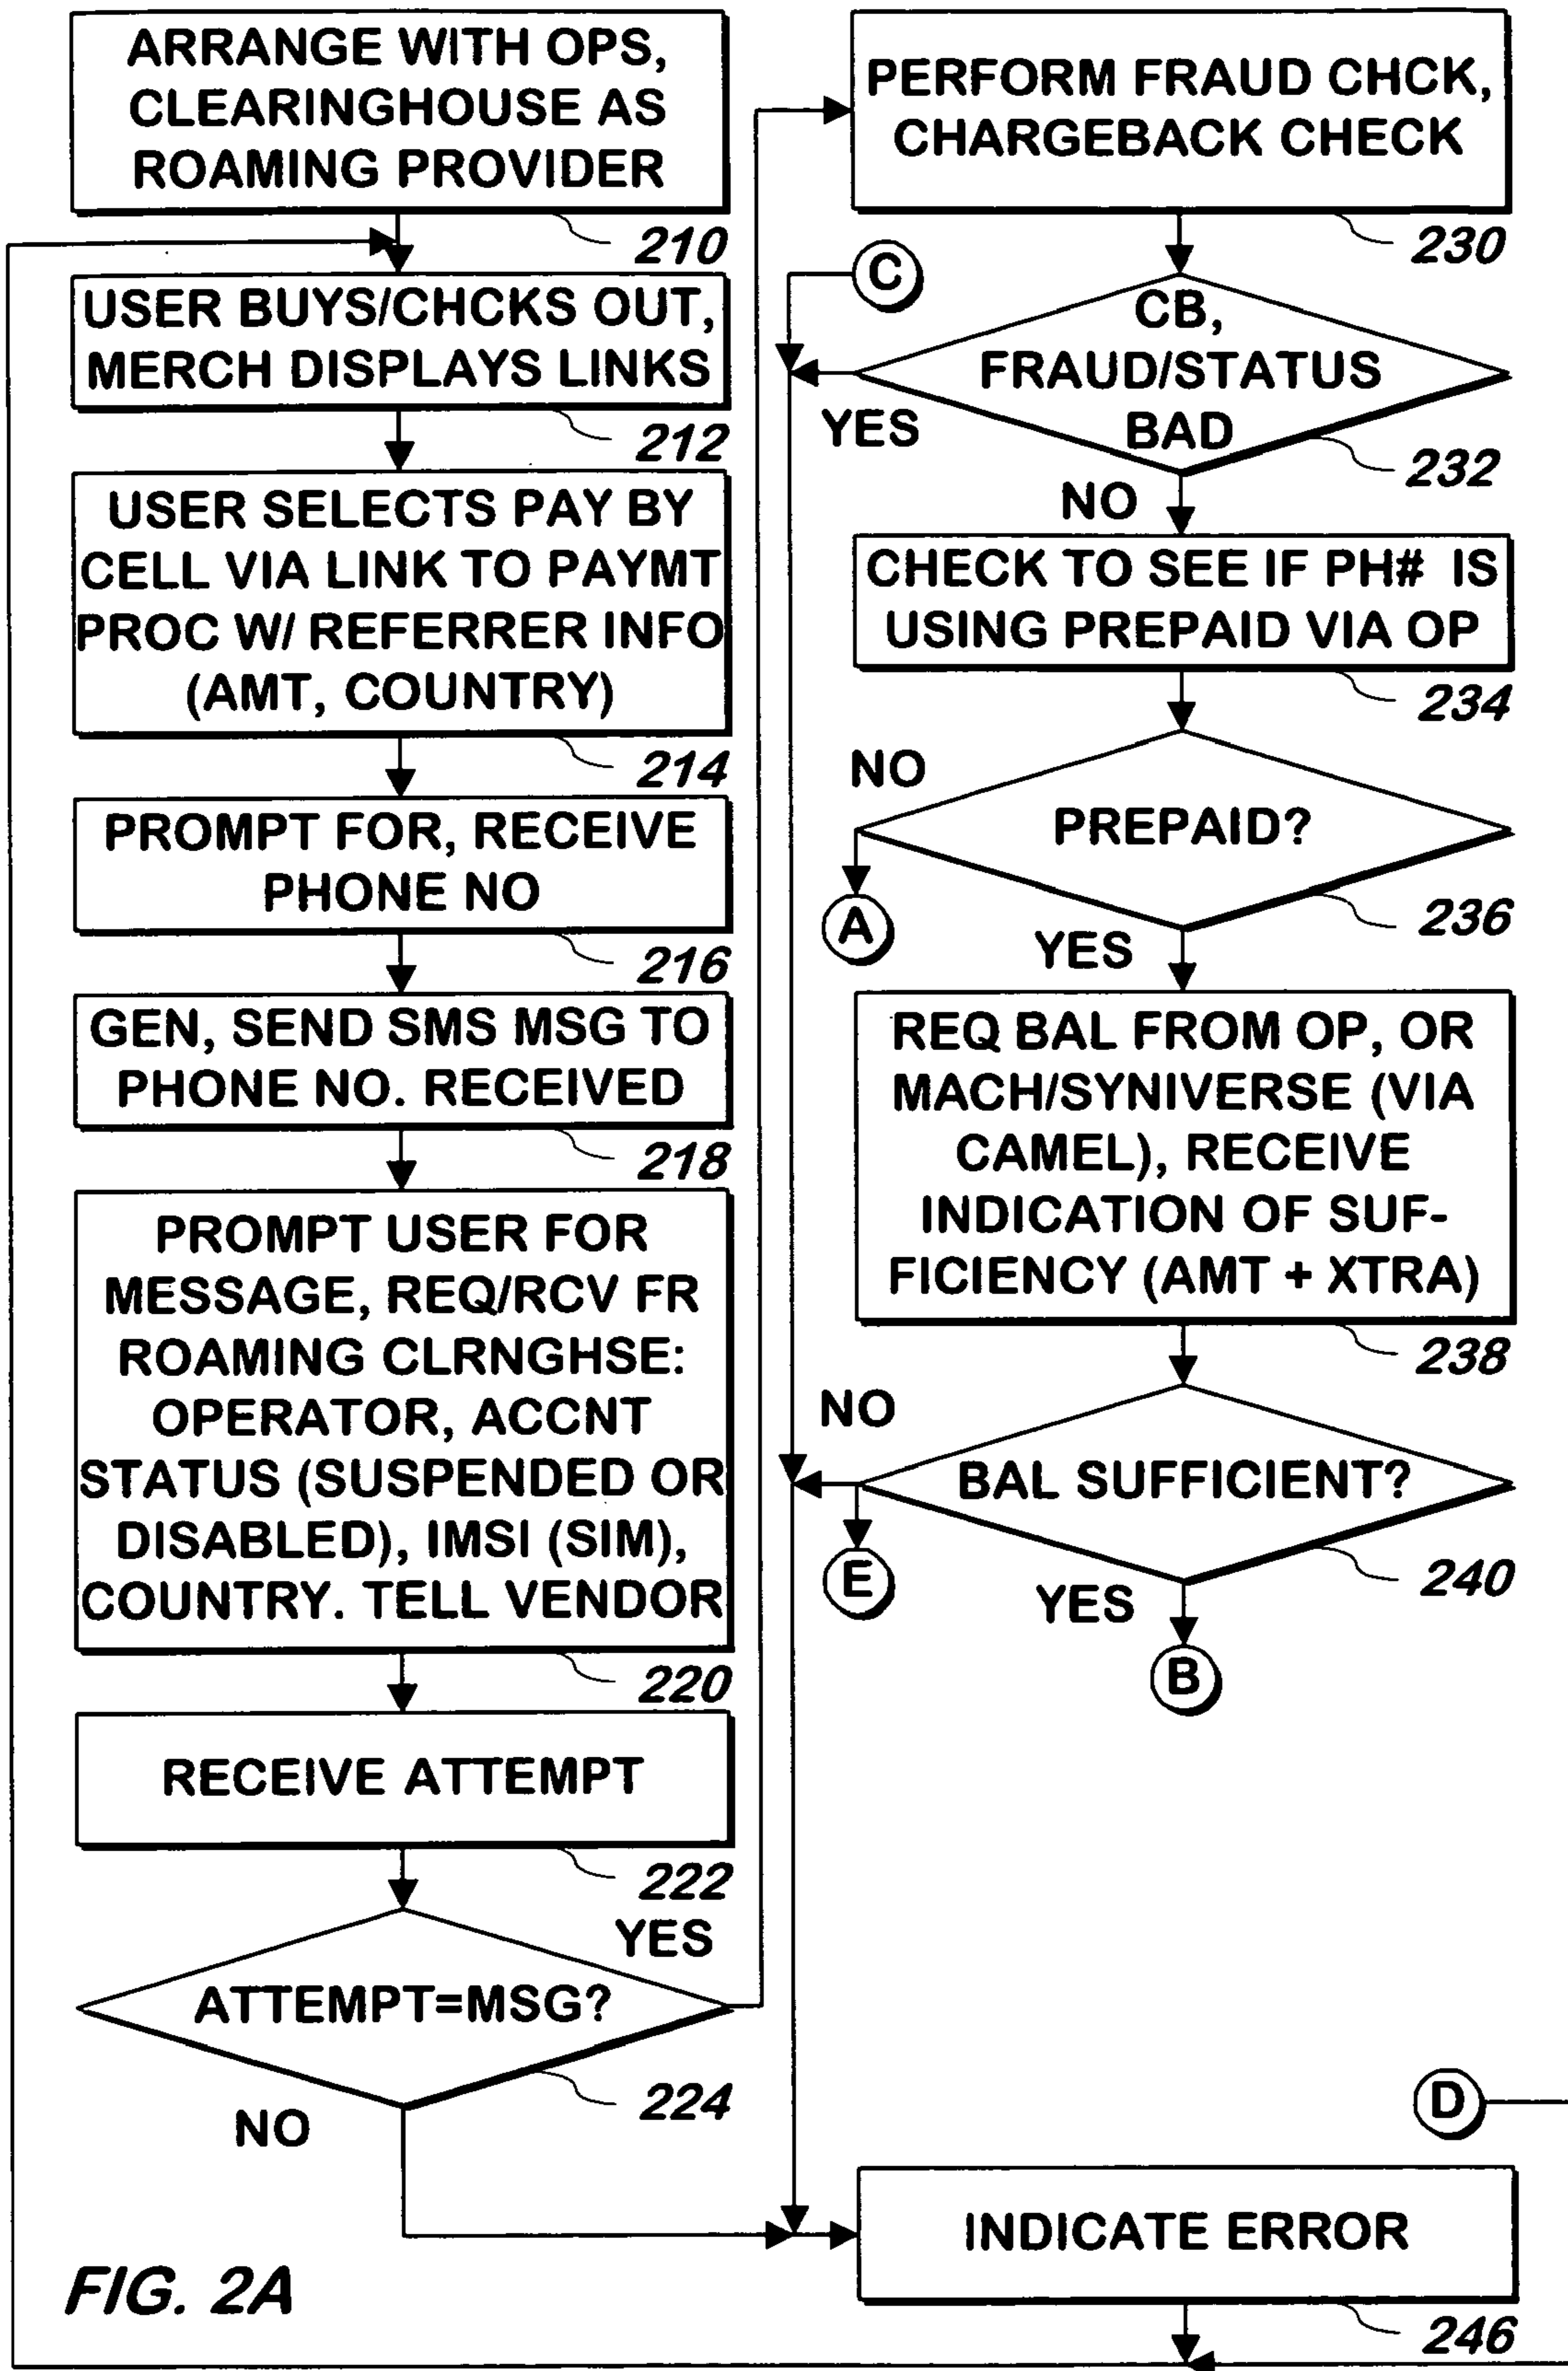 ARRANGE WITH OPS,
CLEARINGHOUSE AS
ROAMING PROVIDER
210
USER BUYS/CHCKS OUT,
MERCH DISPLAYS LINKS
212
USER SELECTS PAY BY
CELL VIA LINK TO PAYMT
PROC W/ REFERRER INFO
(AMT, COUNTRY)
214
PROMPT FOR, RECEIVE
PHONE NO
216
GEN, SEND SMS MSG TO
PHONE NO. RECEIVED
218
PROMPT USER FOR
MESSAGE, REQ/RCV FR
ROAMING CLRNGHSE:
OPERATOR, ACCNT
STATUS (SUSPENDED OR
DISABLED), IMSI (SIM),
COUNTRY. TELL VENDOR
220
RECEIVE ATTEMPT
222
YES
ATTEMPT=MSG?
224
NO
PERFORM FRAUD CHCK,
CHARGEBACK CHECK
230
C
CB,
FRAUD/STATUS
BAD
YES
232
NO
CHECK TO SEE IF PH# IS
USING PREPAID VIA OP
234
NO
PREPAID?
A
236
YES
REQ BAL FROM OP, OR
MACH/SYNIVERSE (VIA
CAMEL), RECEIVE
INDICATION OF SUF-
FICIENCY (AMT + XTRA)
238
NO
BAL SUFFICIENT?
E
240
YES
B
D
INDICATE ERROR
246
FIG. 2A